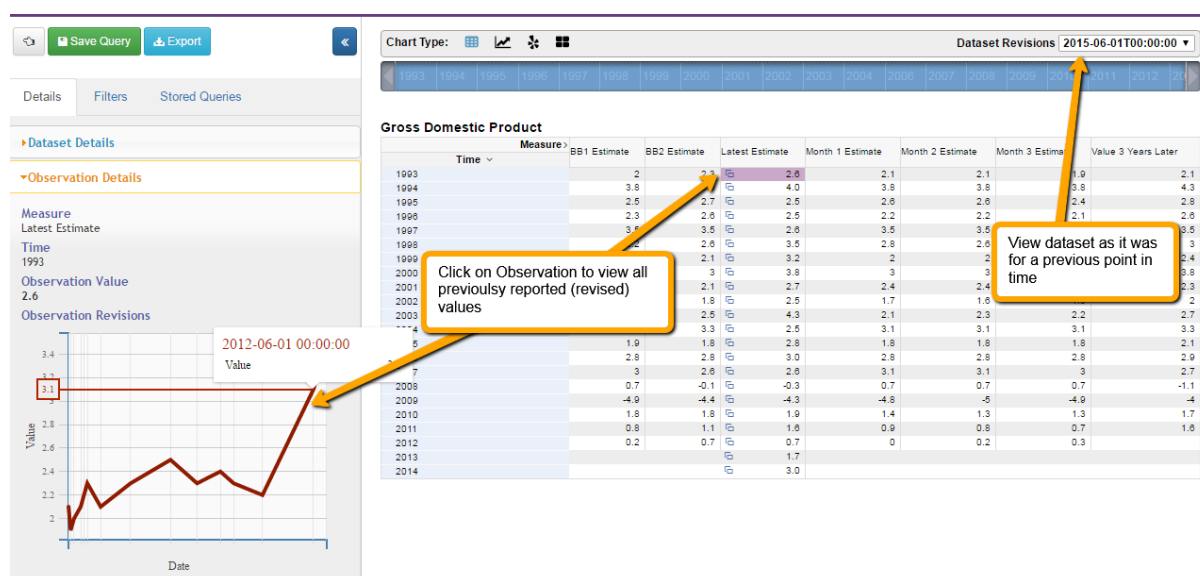 Save Query
Export
«
Chart Type:
Dataset Revisions 2015-06-01T00:00:00
1993 1994 1995 1996 1997 1998 1999 2000 2001 2002 2003 2004 2005 2006 2007 2008 2009 2010 2011 2012
Details Filters Stored Queries
Dataset Details
Observation Details
Measure
Latest Estimate
Time
1993
Observation Value
2.6
Observation Revisions
2012-06-01 00:00:00
Value
3.4
3.2
3.1
3
2.8
2.6
2.4
2.2
2
Value
Date
Gross Domestic Product
Measure
Time
BB1 Estimate BB2 Estimate Latest Estimate Month 1 Estimate Month 2 Estimate Month 3 Estimate Value 3 Years Later
1993 2 2.3 2.6 2.1 2.1 1.9 2.1
1994 3.8 4.0 3.8 3.8 3.8 4.3
1995 2.5 2.7 2.5 2.6 2.6 2.4 2.8
1996 2.3 2.6 2.5 2.2 2.2 2.1 2.6
1997 3.5 3.5 2.6 3.5 3.5 3.5
1998 2.6 3.5 2.8 2.6 3
1999 2.1 3.2 2 2 2.4
2000 3 3.8 3 3 3.8
2001 2.1 2.7 2.4 2.4 2.3
2002 1.8 2.5 1.7 1.6 2
2003 2.5 4.3 2.1 2.3 2.2 2.7
3.3 2.5 3.1 3.1 3.1 3.3
1.9 1.8 2.8 1.8 1.8 1.8 2.1
2.8 2.8 3.0 2.8 2.8 2.8 2.9
3 2.6 2.6 3.1 3.1 3 2.7
2008 0.7 -0.1 -0.3 0.7 0.7 0.7 -1.1
2009 -4.9 -4.4 -4.3 -4.8 -5 -4.9 -4
2010 1.8 1.8 1.9 1.4 1.3 1.3 1.7
2011 0.8 1.1 1.6 0.9 0.8 0.7 1.6
2012 0.2 0.7 0.7 0 0.2 0.3
2013 1.7
2014 3.0
Click on Observation to view all
previoulsy reported (revised)
values
View dataset as it was
for a previous point in
time